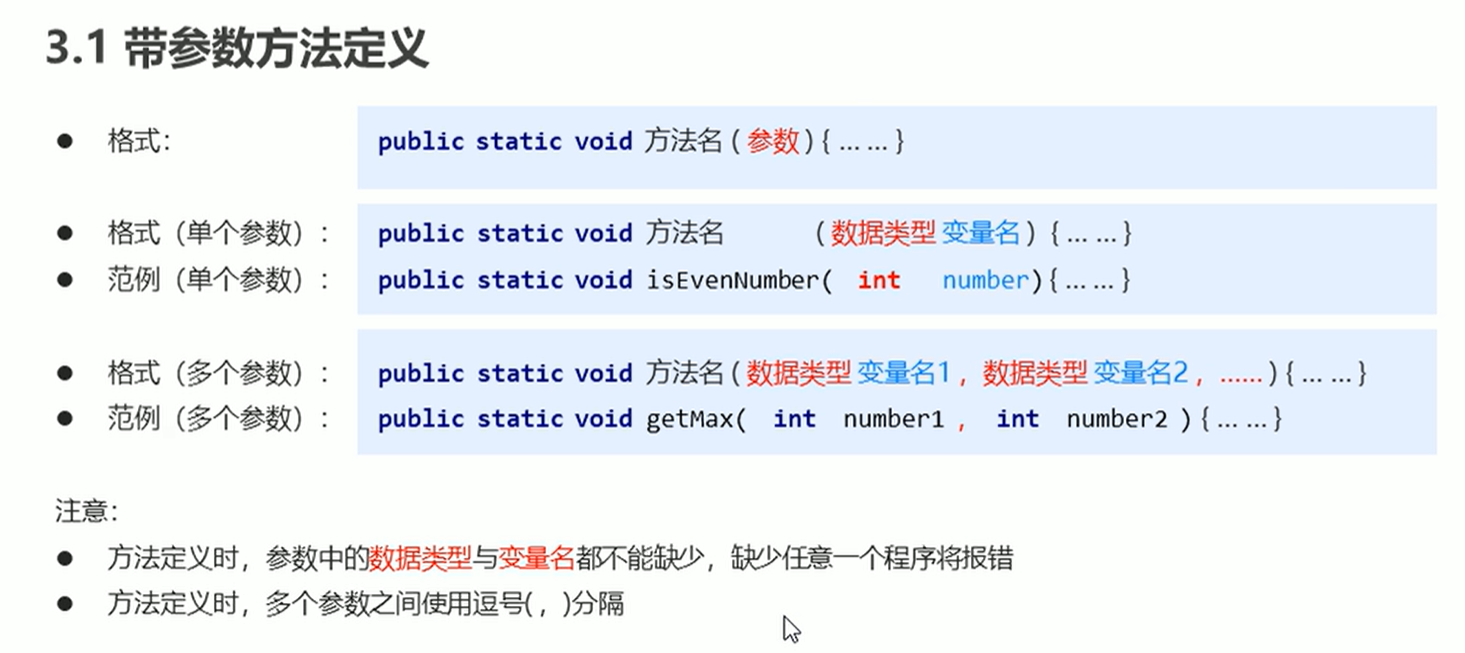 3.1 带参数方法定义
● 格式： public static void 方法名 ( 参数 ) { ... ... }
● 格式（单个参数）： public static void 方法名 ( 数据类型 变量名 ) { ... ... }
● 范例（单个参数）： public static void isEvenNumber( int number){ ... ... }
● 格式（多个参数）： public static void 方法名 ( 数据类型 变量名1 , 数据类型 变量名2 , ...... ) { ... ... }
● 范例（多个参数）： public static void getMax( int number1 , int number2 ) { ... ... }
注意：
● 方法定义时，参数中的数据类型与变量名都不能缺少，缺少任意一个程序将报错
● 方法定义时，多个参数之间使用逗号( ，)分隔